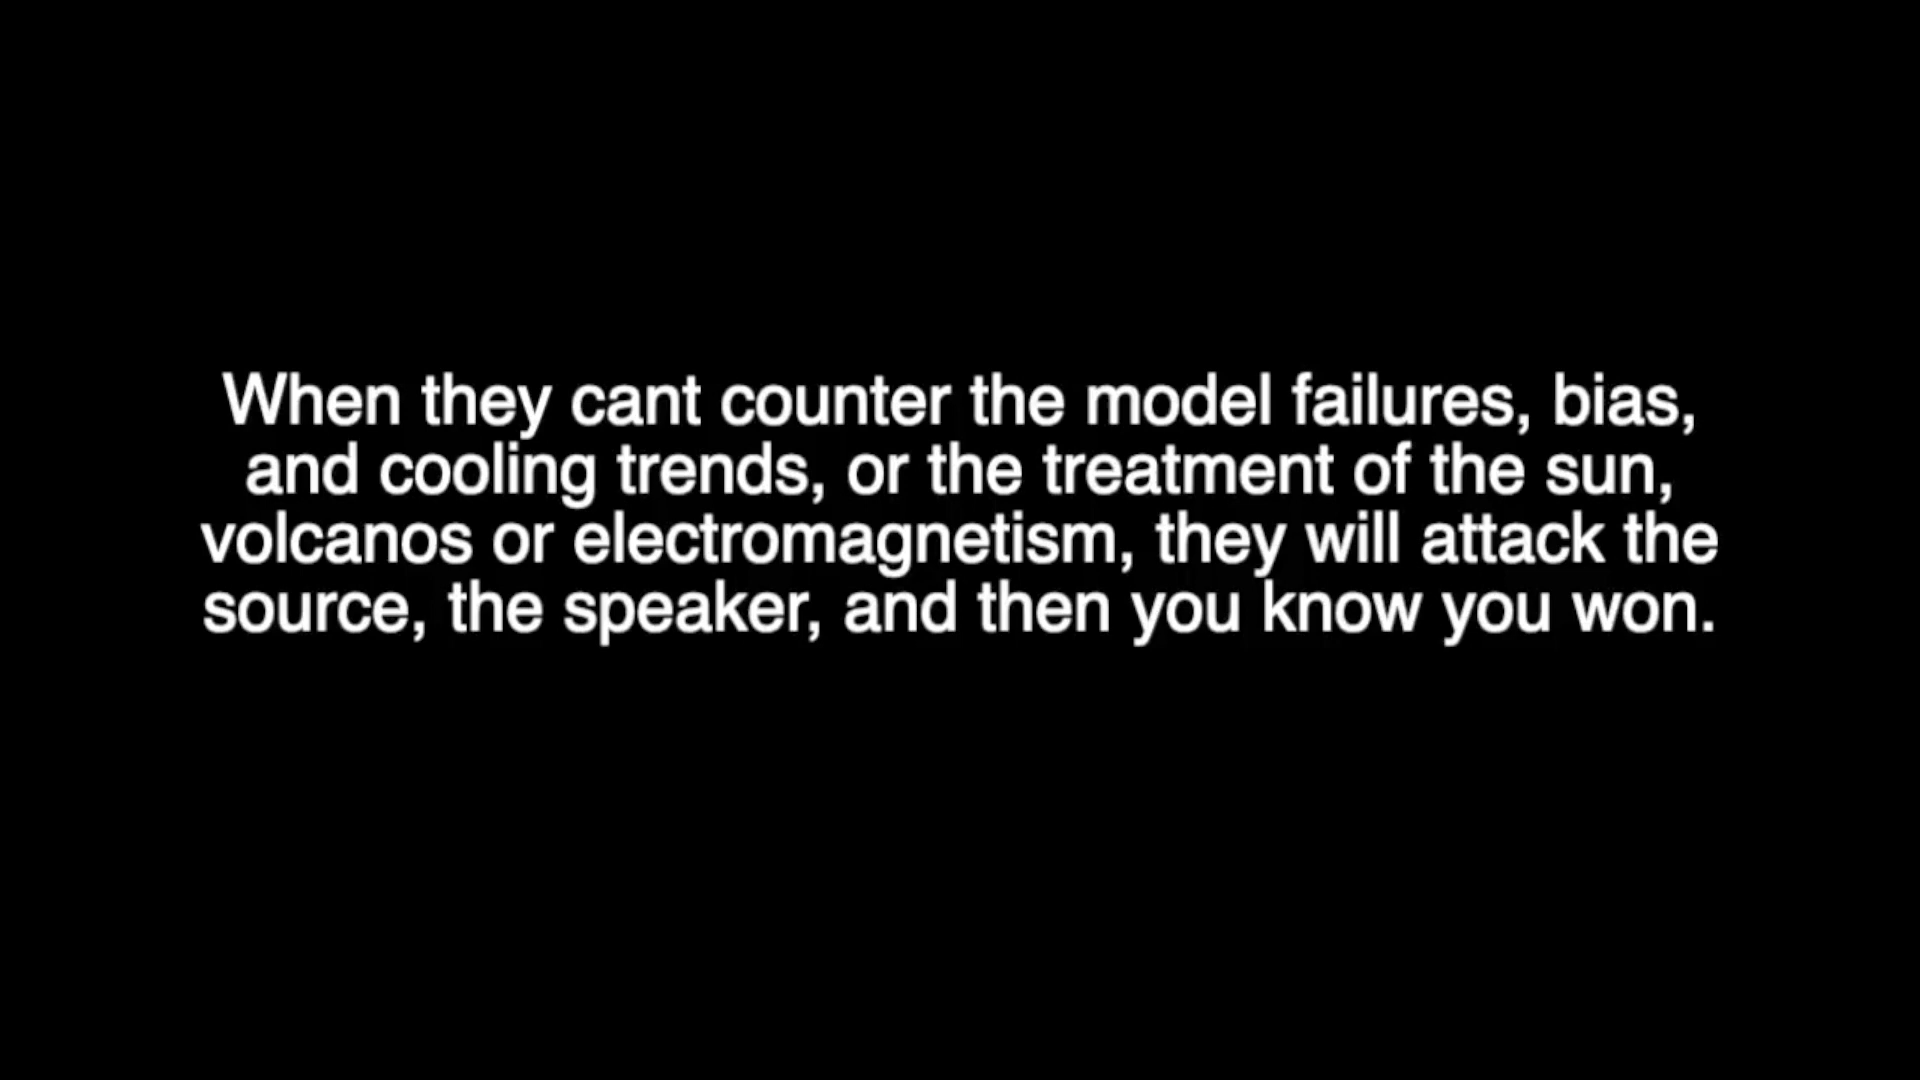 When they cant counter the model failures, bias,
and cooling trends, or the treatment of the sun,
volcanos or electromagnetism, they will attack the
source, the speaker, and then you know you won.